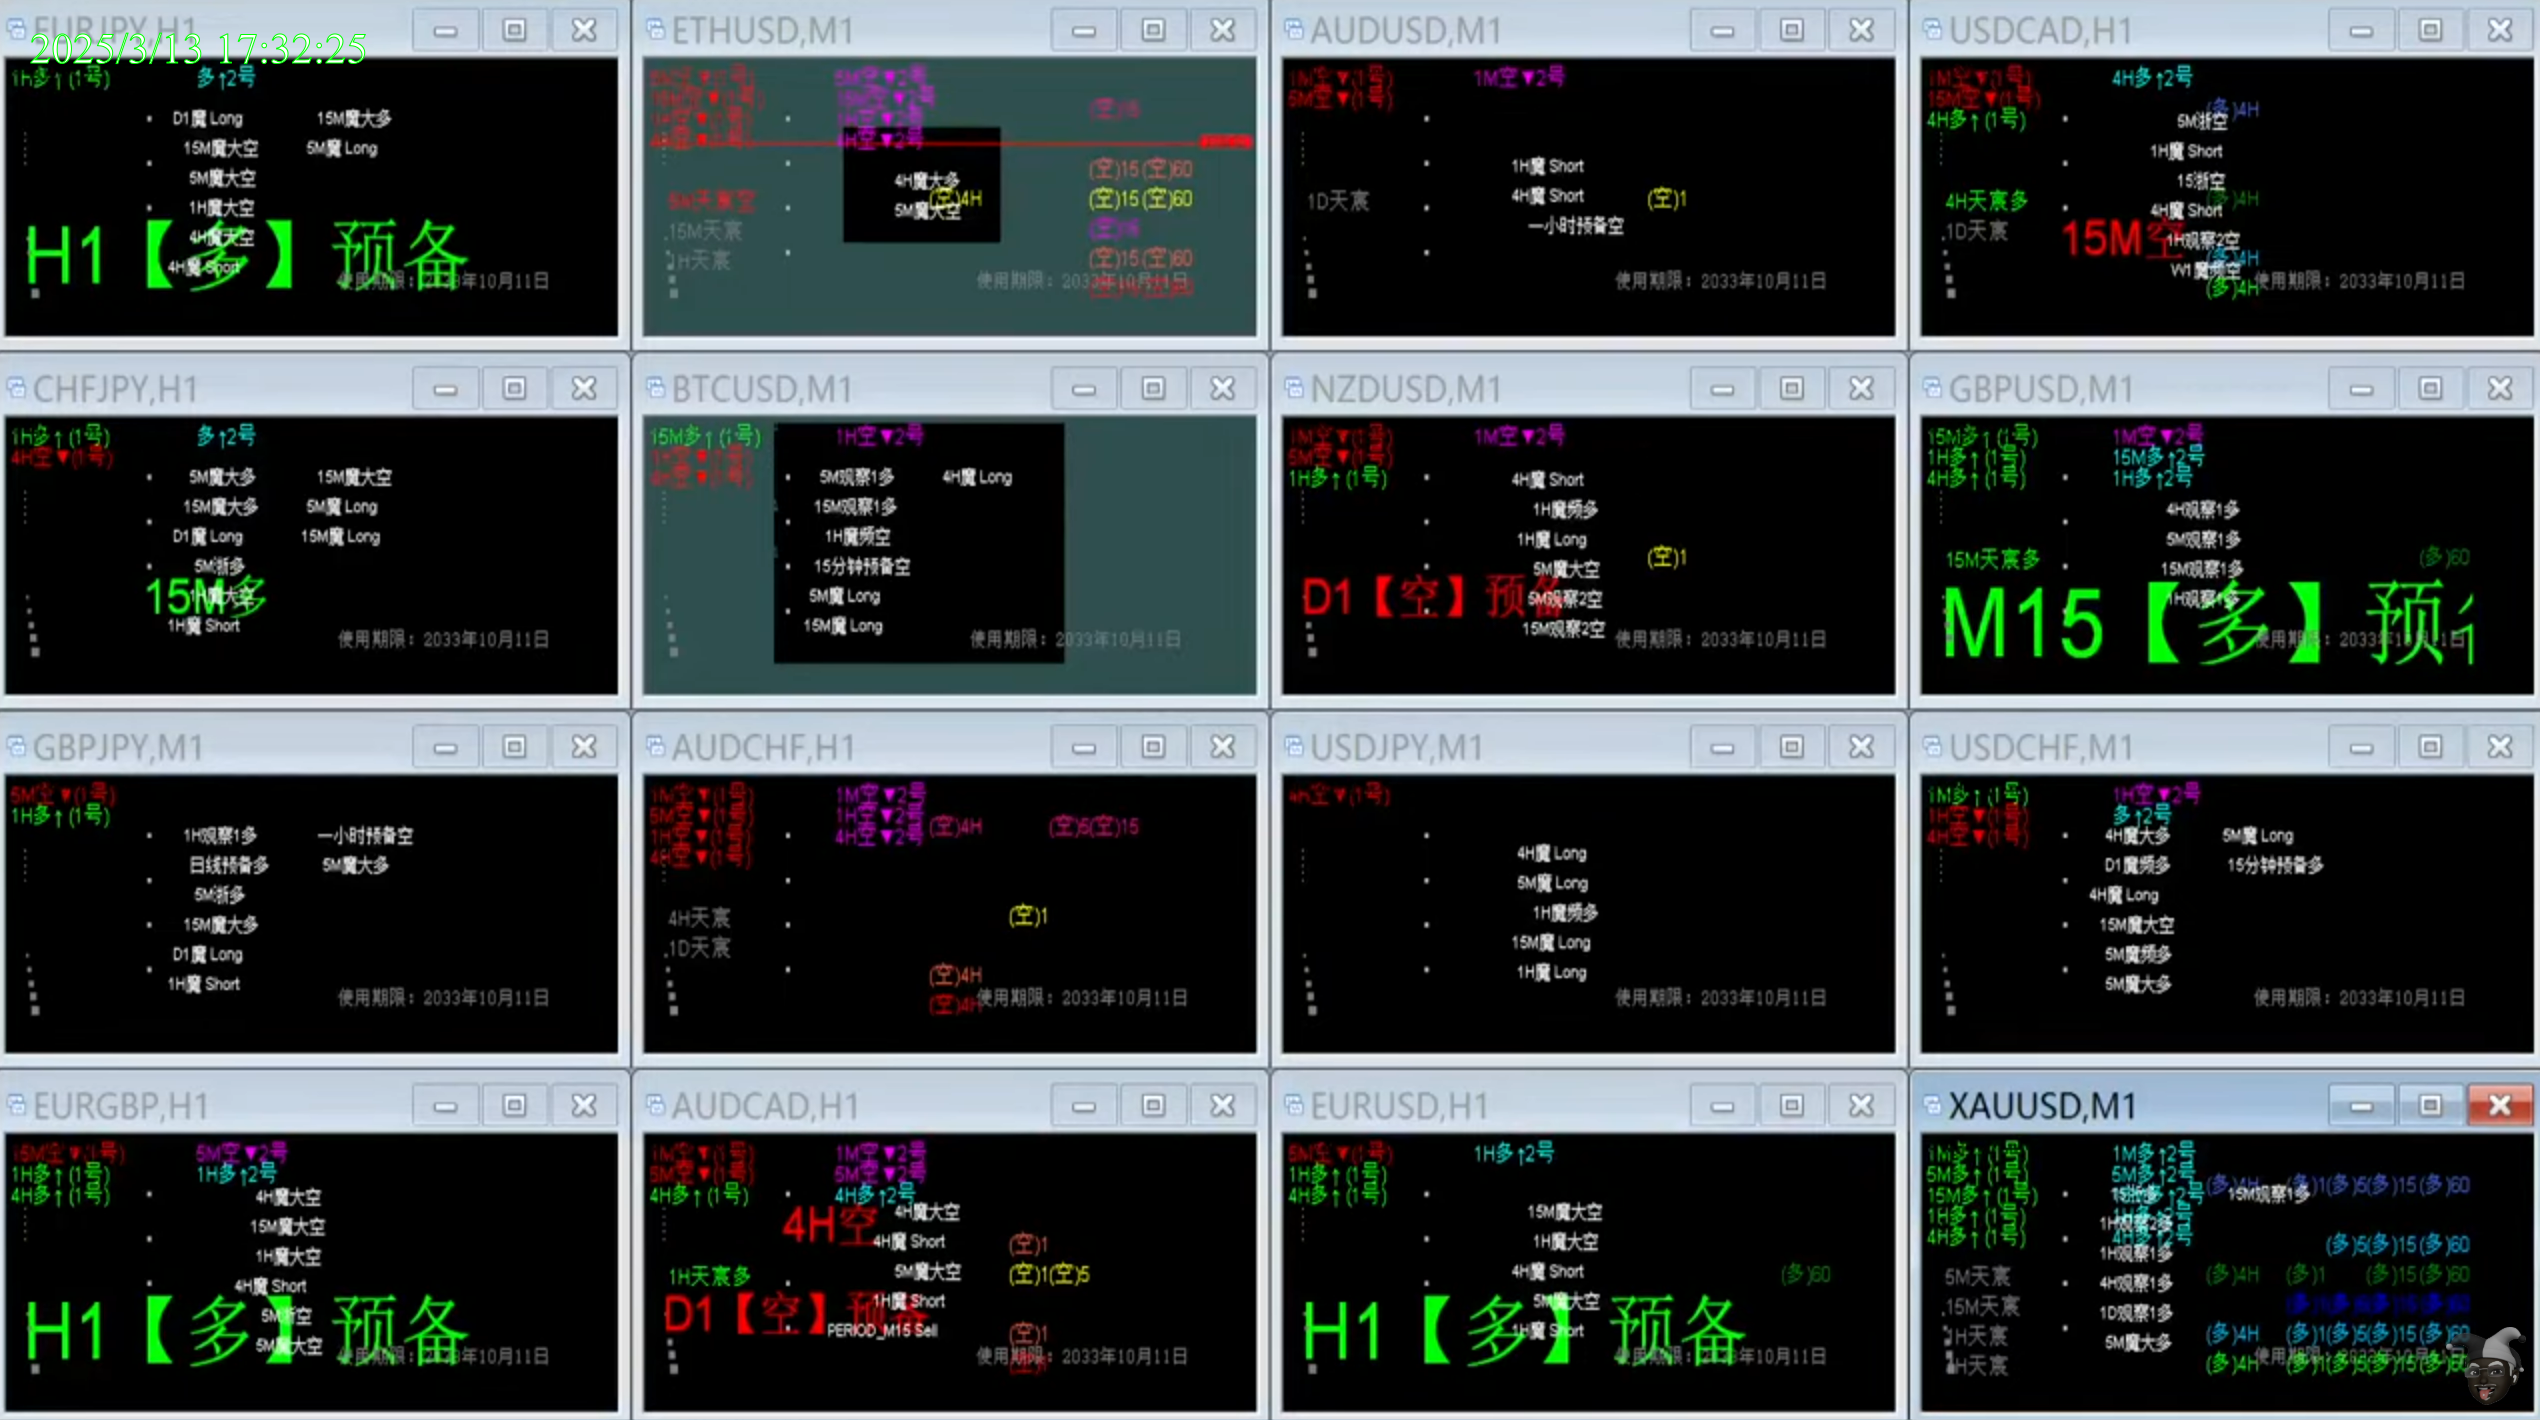 EURJPY,H1
2025/3/13 17:32:25
1H多↑(1号) 多↑2号
D1魔 Long 15M魔大多
15M魔大空 5M魔 Long
5M魔大空
1H魔大空
4H魔大空
H1【多】预备
4H魔 Short
使用期限：2033年10月11日
ETHUSD,M1
5M空▼2号
15M空▼2号
1H空▼2号
4H空▼2号
(空)15
(空)15(空)60
4H魔大多
5M天宸空 (空)4H (空)15(空)60
5M魔大空
15M天宸
1H天宸 (空)15(空)60
使用期限：2033年10月11日
AUDUSD,M1
1M空▼(1号) 1M空▼2号
5M空▼(1号)
1H魔 Short
1D天宸 4H魔 Short (空)1
一小时预备空
使用期限：2033年10月11日
USDCAD,H1
1M空▼(1号) 4H多↑2号
15M空▼(1号) (多)4H
4H多↑(1号) 5M浙空
1H魔 Short
15浙空
4H天宸多 (多)4H
4H魔 Short
1D天宸 15M空 1H观察2空
(多)4H
W1魔频空
(多)4H 使用期限：2033年10月11日
CHFJPY,H1
1H多↑(1号) 多↑2号
4H空▼(1号)
5M魔大多 15M魔大空
15M魔大多 5M魔 Long
D1魔 Long 15M魔 Long
5M浙多
15M多 1H魔大空
1H魔 Short
使用期限：2033年10月11日
BTCUSD,M1
15M多↑(1号) 1H空▼2号
1H空▼(1号)
4H空▼(1号)
5M观察1多 4H魔 Long
15M观察1多
1H魔频空
15分钟预备空
5M魔 Long
15M魔 Long
使用期限：2033年10月11日
NZDUSD,M1
1M空▼(1号) 1M空▼2号
5M空▼(1号)
1H多↑(1号) 4H魔 Short
1H魔频多
1H魔 Long
5M魔大空 (空)1
D1【空】预备 5M观察2空
15M观察2空
使用期限：2033年10月11日
GBPUSD,M1
15M多↑(1号) 1M空▼2号
1H多↑(1号) 15M多↑2号
4H多↑(1号) 1H多↑2号
4H观察1多
5M观察1多
15M天宸多 (多)60
15M观察1多
1H观察1多
M15【多】预
使用期限：2033年10月11日
GBPJPY,M1
5M空▼(1号)
1H多↑(1号)
1H观察1多 一小时预备空
日线预备多 5M魔大多
5M浙多
15M魔大多
D1魔 Long
1H魔 Short
使用期限：2033年10月11日
AUDCHF,H1
1M空▼(1号) 1M空▼2号
5M空▼(1号) 1H空▼2号
1H空▼(1号) 4H空▼2号 (空)4H (空)5(空)15
4H空▼(1号)
4H天宸 (空)1
1D天宸
(空)4H
(空)4H 使用期限：2033年10月11日
USDJPY,M1
4H空▼(1号)
4H魔 Long
5M魔 Long
1H魔频多
15M魔 Long
1H魔 Long
使用期限：2033年10月11日
USDCHF,M1
1M多↑(1号) 1H空▼2号
1H空▼(1号) 多↑2号
4H空▼(1号) 4H魔大多 5M魔 Long
D1魔频多 15分钟预备多
4H魔 Long
15M魔大空
5M魔频多
5M魔大多
使用期限：2033年10月11日
EURGBP,H1
15M空▼(1号) 5M空▼2号
1H多↑(1号) 1H多↑2号
4H多↑(1号) 4H魔大空
15M魔大空
1H魔大空
4H魔 Short
5M浙空
H1【多】预备
5M魔大空
使用期限：2033年10月11日
AUDCAD,H1
1M空▼(1号) 1M空▼2号
5M空▼(1号) 5M空▼2号
4H多↑(1号) 4H多↑2号
4H魔大空
4H空 4H魔 Short (空)1
1H天宸多 5M魔大空 (空)1(空)5
D1【空】预备 1H魔 Short
PERIOD_M15 Sell (空)1
使用期限：2033年10月11日
EURUSD,H1
5M空▼(1号) 1H多↑2号
1H多↑(1号)
4H多↑(1号)
15M魔大空
1H魔大空
4H魔 Short (多)60
5M魔大空
H1【多】预备
1H魔 Short
使用期限：2033年10月11日
XAUUSD,M1
1M多↑(1号) 1M多↑2号
5M多↑(1号) 5M多↑2号
15M多↑(1号) (多)4H (多)1(多)5(多)15(多)60
15M观察1多
1H多↑(1号) 1H观察2多
4H多↑(1号) 4H多↑2号 (多)5(多)15(多)60
1H观察1多
5M天宸 4H观察1多 (多)4H (多)1 (多)15(多)60
15M天宸 1D观察1多
1H天宸 5M魔大多 (多)4H (多)1(多)5(多)15(多)60
4H天宸 (多)4H (多)1(多)5(多)15(多)60